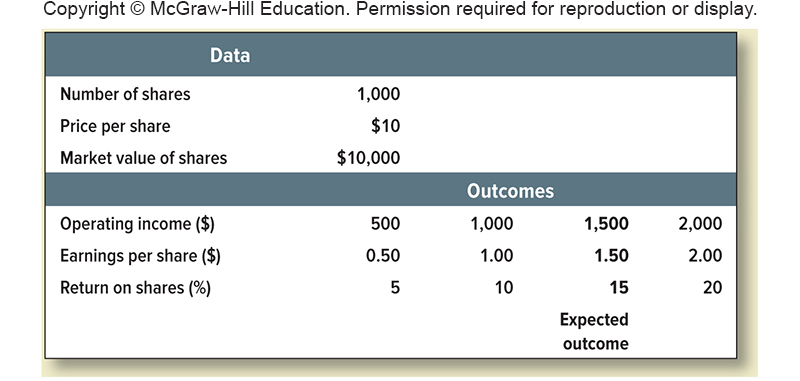 Copyright © McGraw-Hill Education. Permission required for reproduction or display.
Data
Number of shares 1,000
Price per share $10
Market value of shares $10,000
Outcomes
Operating income ($) 500 1,000 1,500 2,000
Earnings per share ($) 0.50 1.00 1.50 2.00
Return on shares (%) 5 10 15 20
Expected
outcome